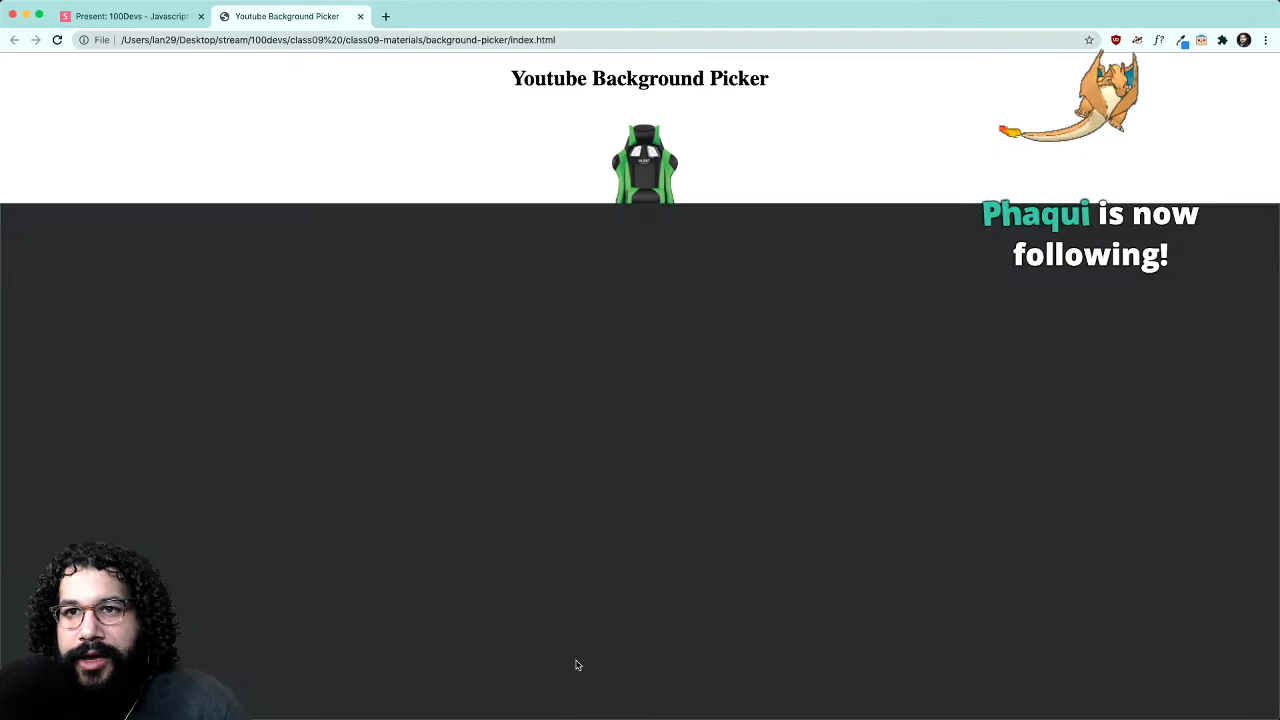 Present: 100Devs - Javascript
Youtube Background Picker
File
/Users/lan29/Desktop/stream/100devs/class09%20/class09-materials/background-picker/index.html
f?
Youtube Background Picker
Phaqui is now
following!